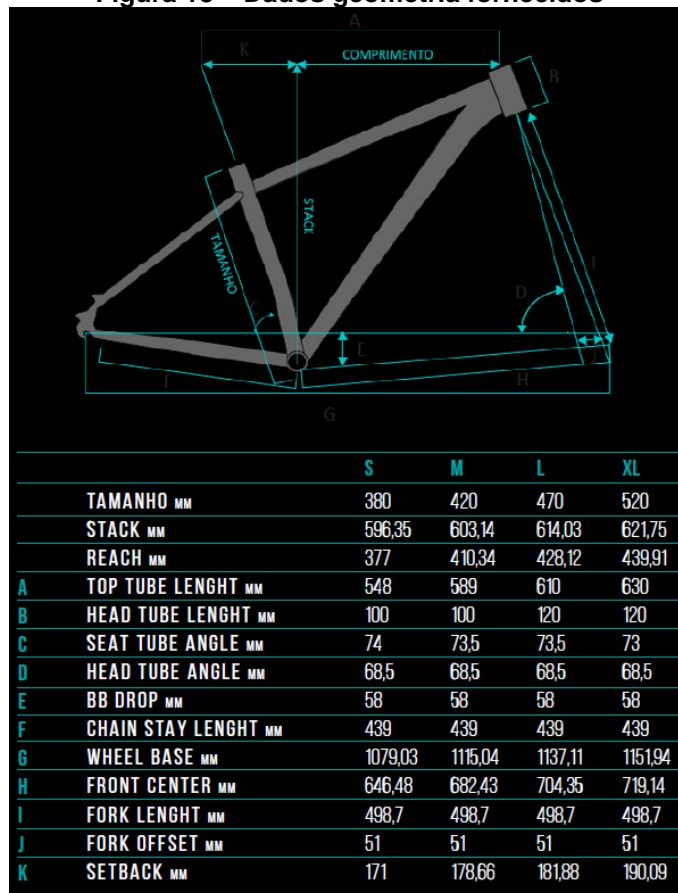 Figura 10 – Dados geometria fornecidos
A
K
COMPRIMENTO
B
STACK
TAMANHO
C
D
I
E
J
F
H
G
S M L XL
TAMANHO MM 380 420 470 520
STACK MM 596,35 603,14 614,03 621,75
REACH MM 377 410,34 428,12 439,91
A TOP TUBE LENGHT MM 548 589 610 630
B HEAD TUBE LENGHT MM 100 100 120 120
C SEAT TUBE ANGLE MM 74 73,5 73,5 73
D HEAD TUBE ANGLE MM 68,5 68,5 68,5 68,5
E BB DROP MM 58 58 58 58
F CHAIN STAY LENGHT MM 439 439 439 439
G WHEEL BASE MM 1079,03 1115,04 1137,11 1151,94
H FRONT CENTER MM 646,48 682,43 704,35 719,14
I FORK LENGHT MM 498,7 498,7 498,7 498,7
J FORK OFFSET MM 51 51 51 51
K SETBACK MM 171 178,66 181,88 190,09